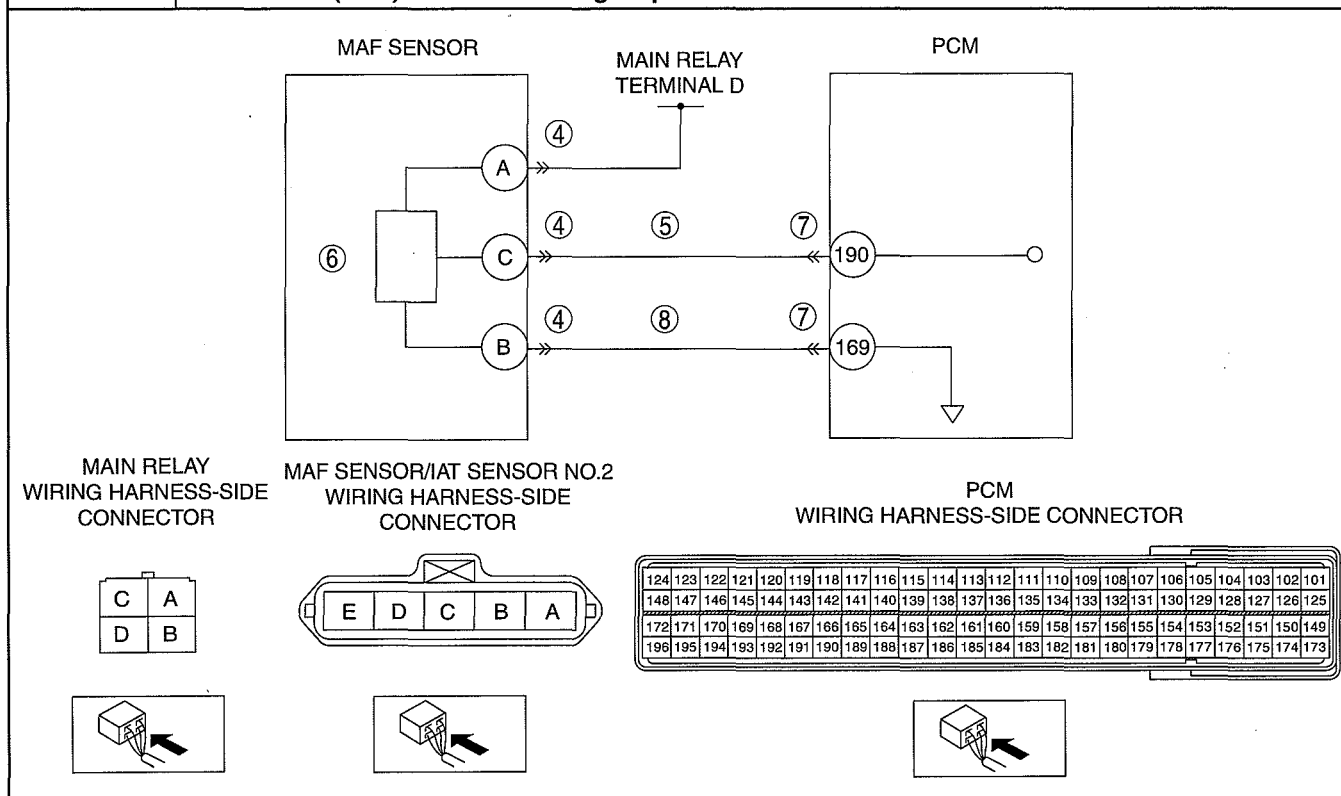 MAF SENSOR
MAIN RELAY
TERMINAL D
PCM
④
A
④
⑤
⑦
⑥
C
190
④
⑧
⑦
B
169
MAIN RELAY
WIRING HARNESS-SIDE
CONNECTOR
MAF SENSOR/IAT SENSOR NO.2
WIRING HARNESS-SIDE
CONNECTOR
PCM
WIRING HARNESS-SIDE CONNECTOR
C A
D B
E D C B A
124 123 122 121 120 119 118 117 116 115 114 113 112 111 110 109 108 107 106 105 104 103 102 101
148 147 146 145 144 143 142 141 140 139 138 137 136 135 134 133 132 131 130 129 128 127 126 125
172 171 170 169 168 167 166 165 164 163 162 161 160 159 158 157 156 155 154 153 152 151 150 149
196 195 194 193 192 191 190 189 188 187 186 185 184 183 182 181 180 179 178 177 176 175 174 173